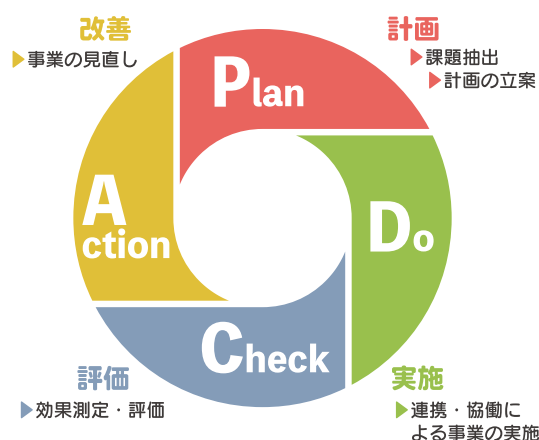 改善
事業の見直し
計画
課題抽出
計画の立案
Plan
Action
Do
Check
評価
効果測定・評価
実施
連携・協働に
よる事業の実施